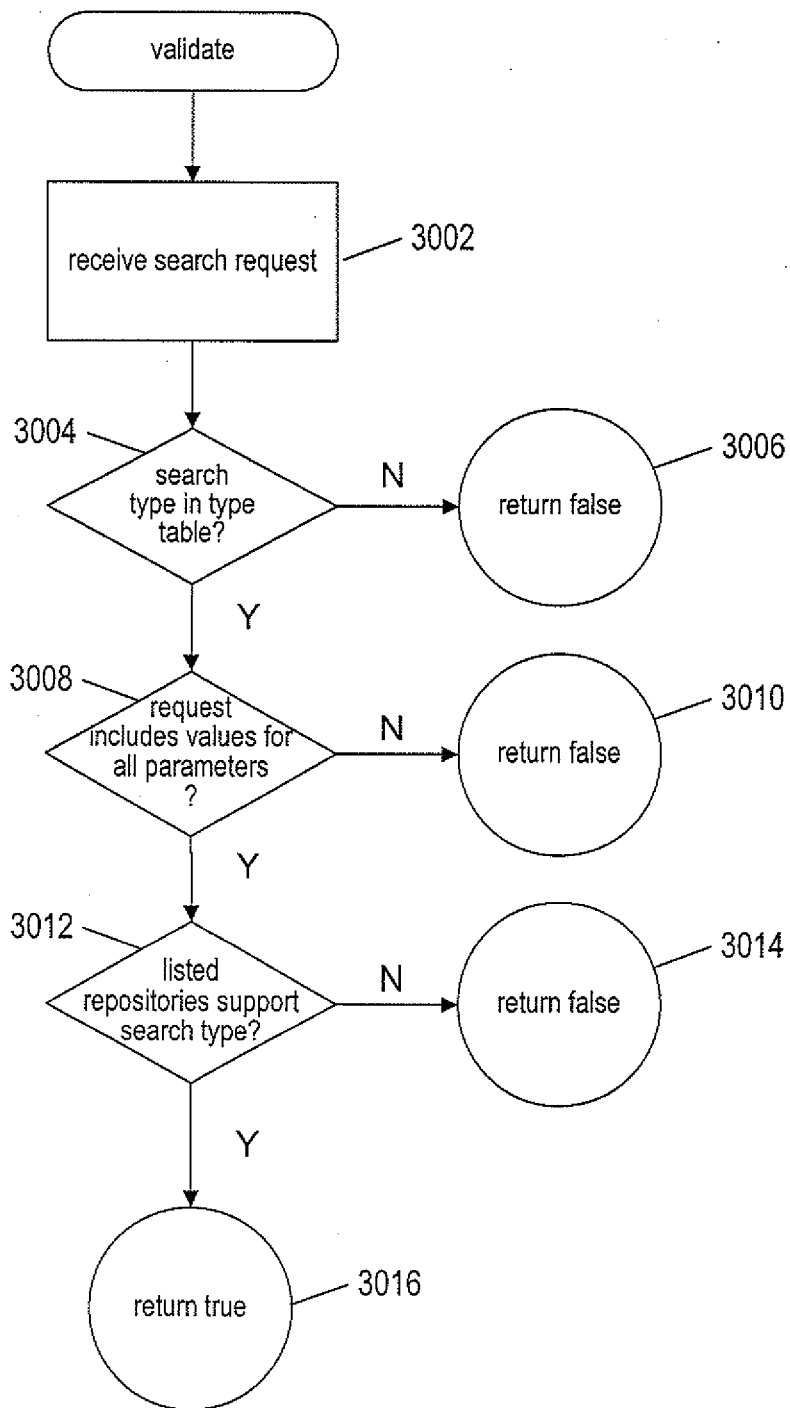 validate
receive search request
3002
3004
search
type in type
table?
N
return false
3006
Y
3008
request
includes values for
all parameters
?
N
return false
3010
Y
3012
listed
repositories support
search type?
N
return false
3014
Y
return true
3016